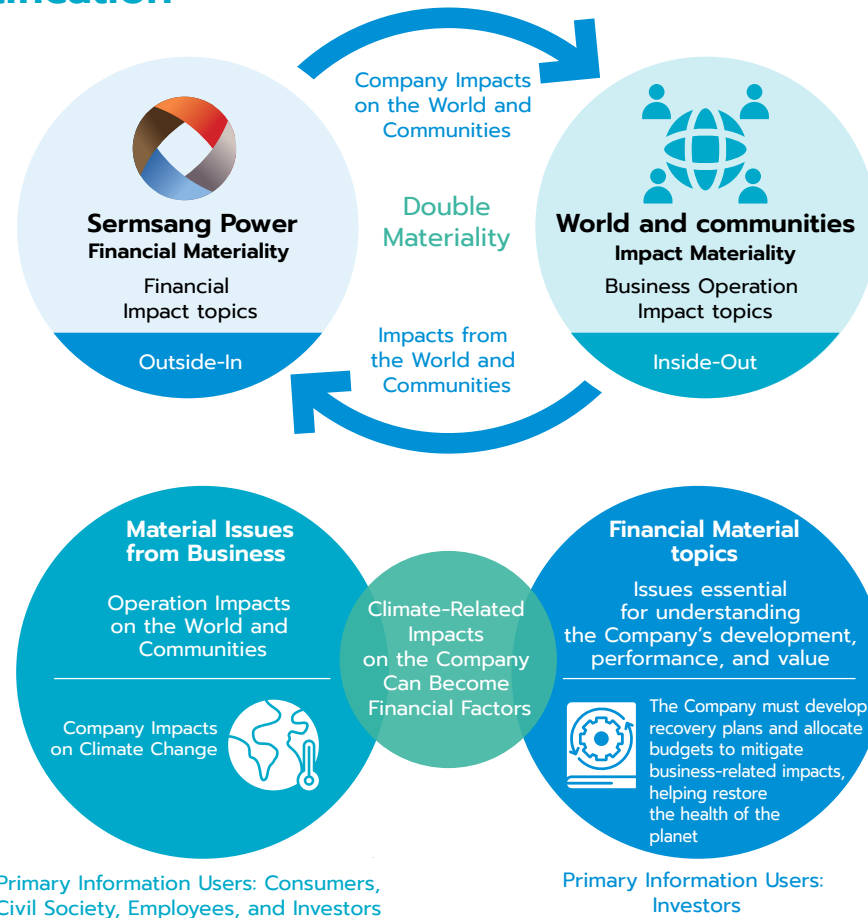 Company Impacts
on the World and
Communities
Sermsang Power
Financial Materiality
Financial
Impact topics
Outside-In
Double
Materiality
World and communities
Impact Materiality
Business Operation
Impact topics
Inside-Out
Impacts from
the World and
Communities
Material Issues
from Business
Operation Impacts
on the World and
Communities
Company Impacts
on Climate Change
Climate-Related
Impacts
on the Company
Can Become
Financial Factors
Financial Material
topics
Issues essential
for understanding
the Company's development,
performance, and value
The Company must develop
recovery plans and allocate
budgets to mitigate
business-related impacts,
helping restore
the health of the
planet
Primary Information Users: Consumers,
Civil Society, Employees, and Investors
Primary Information Users:
Investors